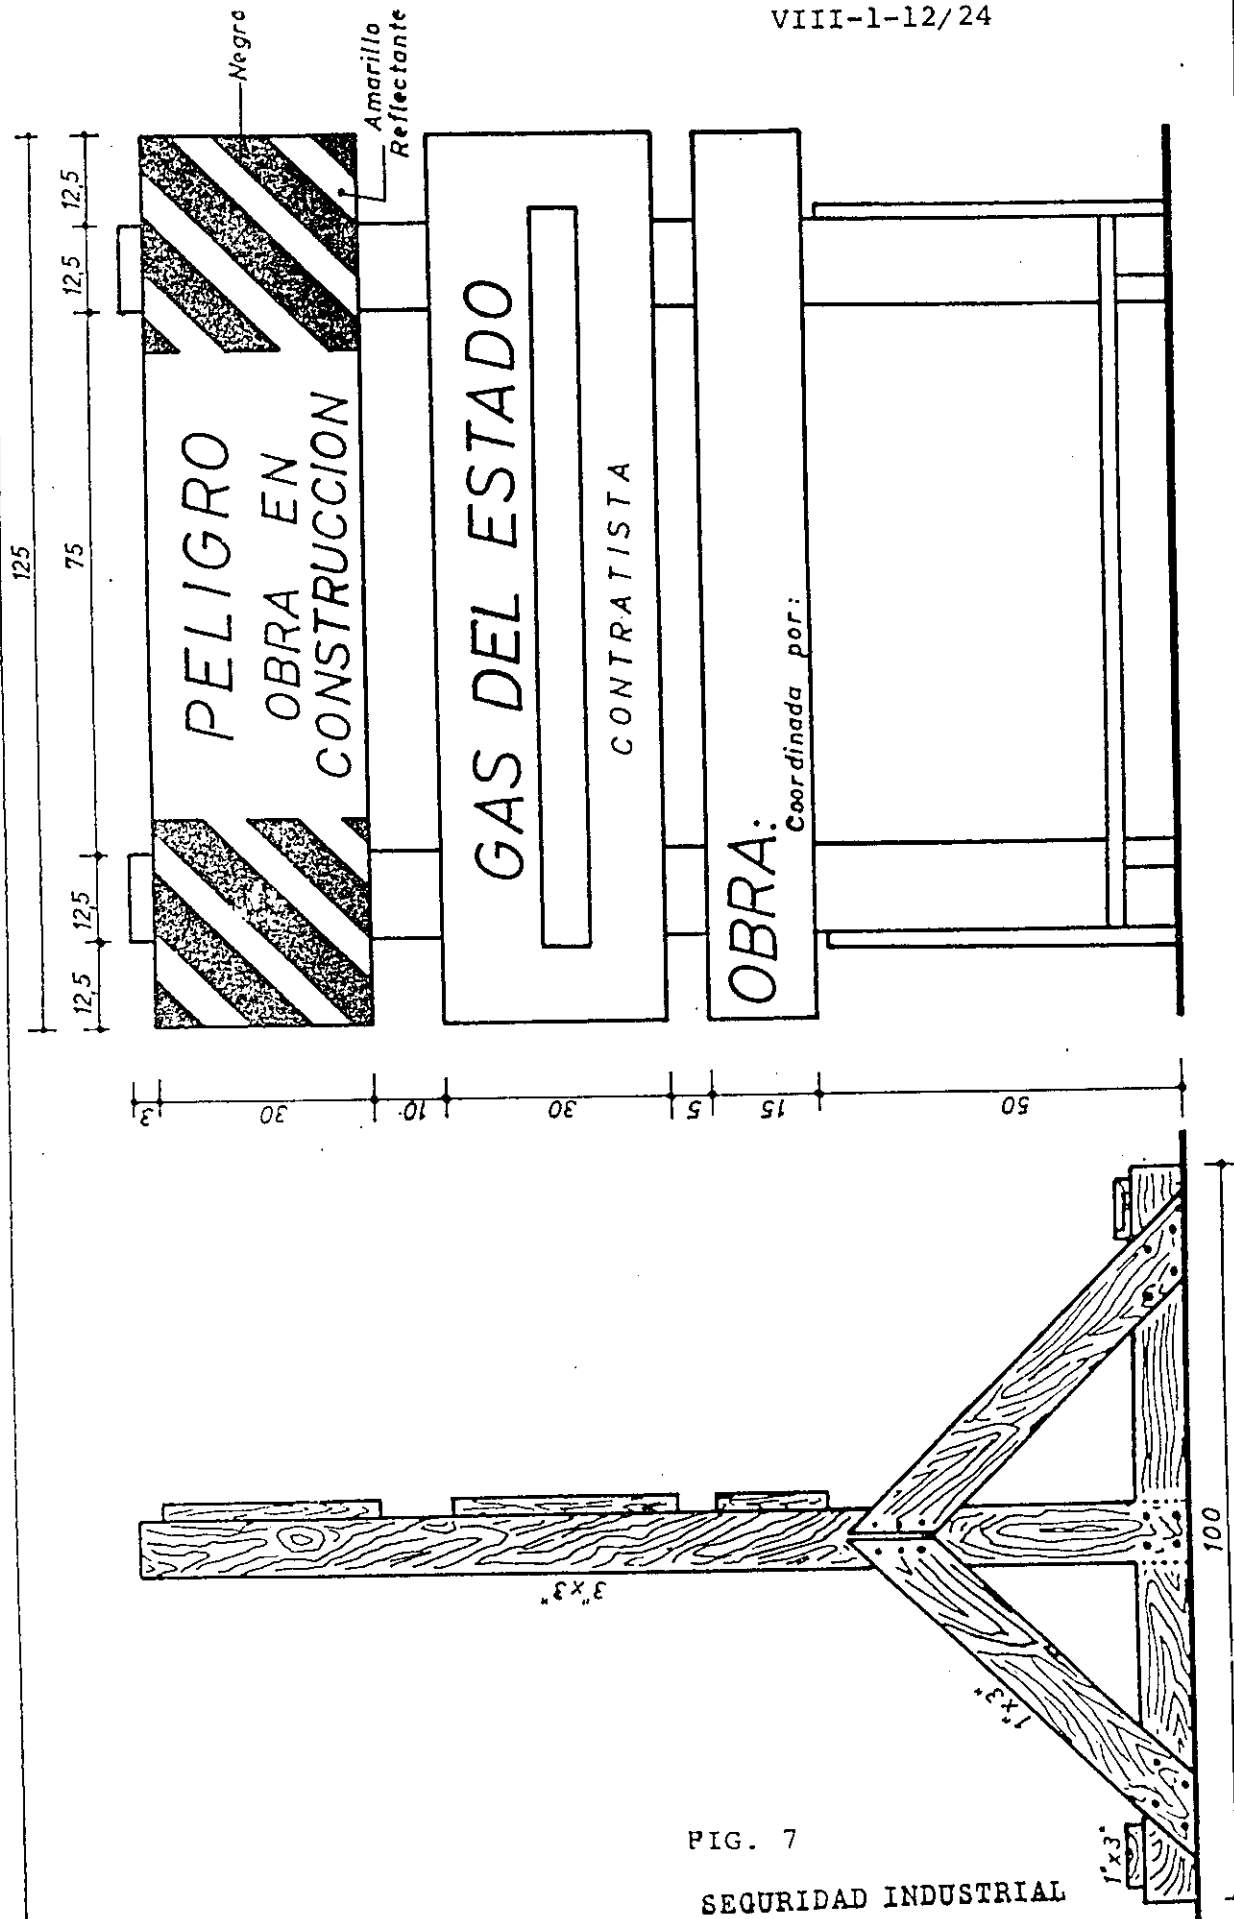 VIII-1-12/24
125
12,5
12,5
75
12,5
12,5
Negro
Amarillo
Reflectante
PELIGRO
OBRA EN
CONSTRUCCION
GAS DEL ESTADO
CONTRATISTA
OBRA:
Coordinada por:
3
30
10
30
5
15
50
3"x3"
1"x3"
1"x3"
100
FIG. 7
SEGURIDAD INDUSTRIAL